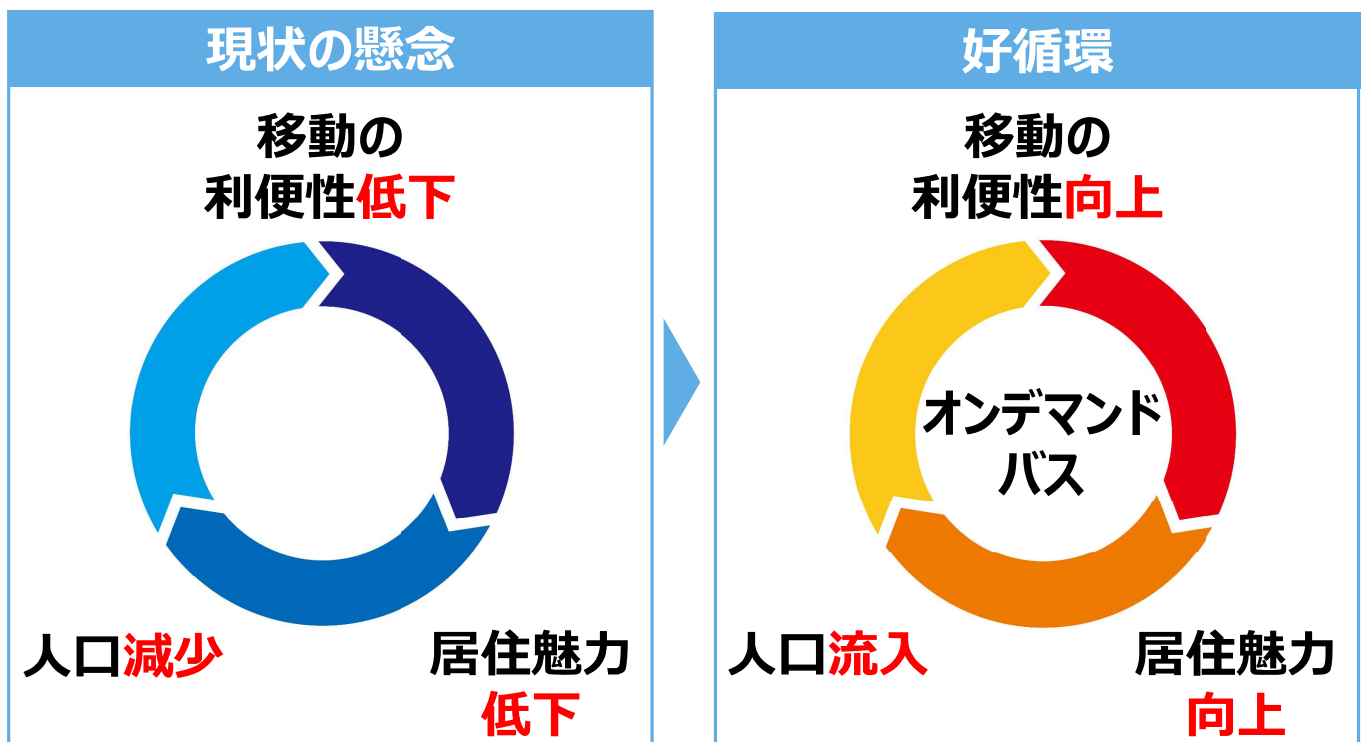 現状の懸念
移動の
利便性低下
人口減少
居住魅力
低下
好循環
移動の
利便性向上
オンデマンド
バス
人口流入
居住魅力
向上